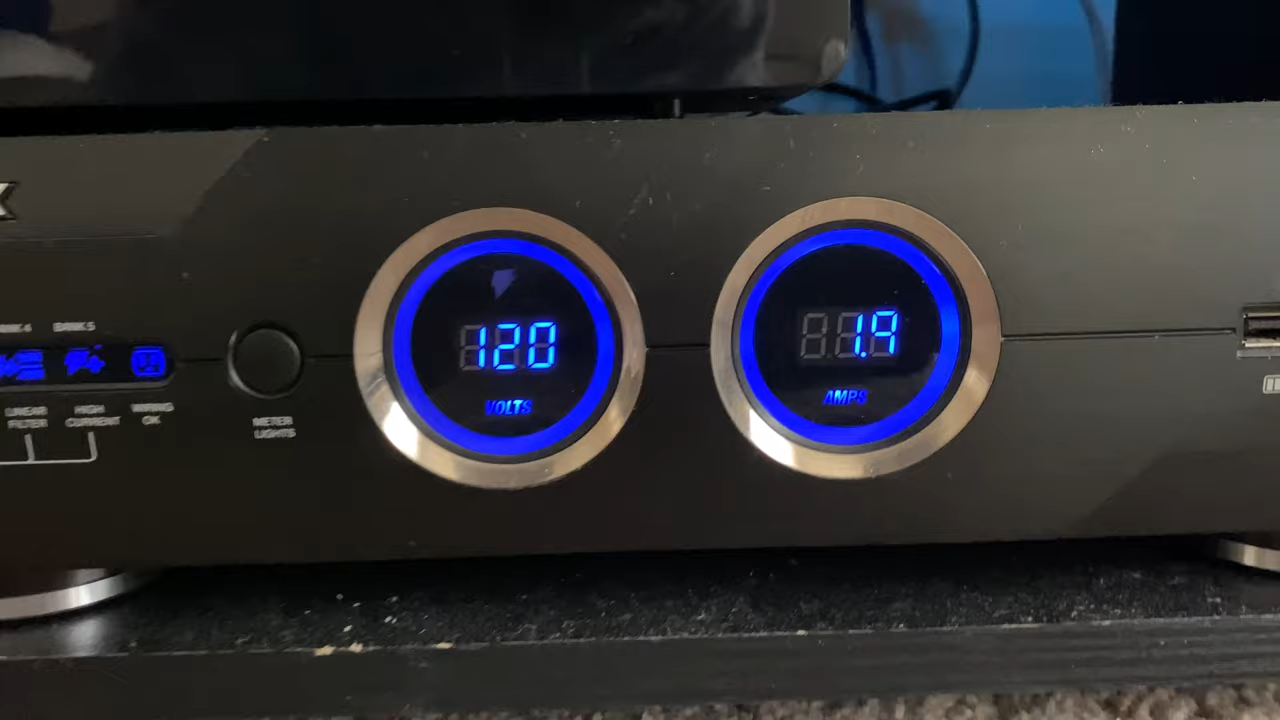 BANK 5
LINEAR
FILTER
HIGH
CURRENT
WIRING
OK
METER
LIGHTS
120
VOLTS
1.9
AMPS